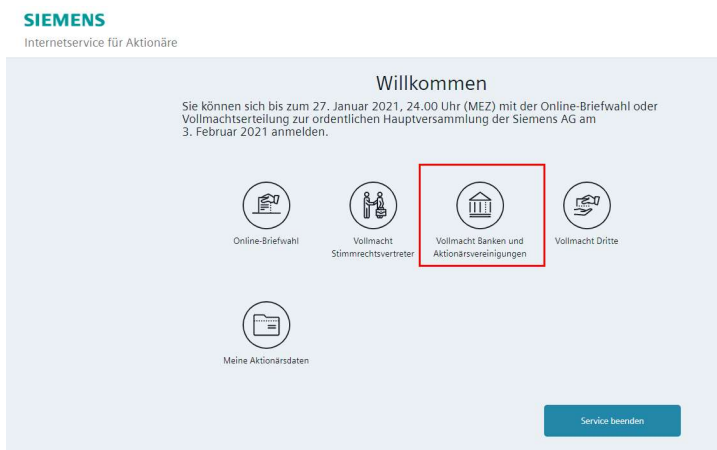 SIEMENS
Internetservice für Aktionäre
Willkommen
Sie können sich bis zum 27. Januar 2021, 24.00 Uhr (MEZ) mit der Online-Briefwahl oder
Vollmachtserteilung zur ordentlichen Hauptversammlung der Siemens AG am
3. Februar 2021 anmelden.
Online-Briefwahl
Vollmacht
Stimmrechtsvertreter
Vollmacht Banken und
Aktionärsvereinigungen
Vollmacht Dritte
Meine Aktionärsdaten
Service beenden